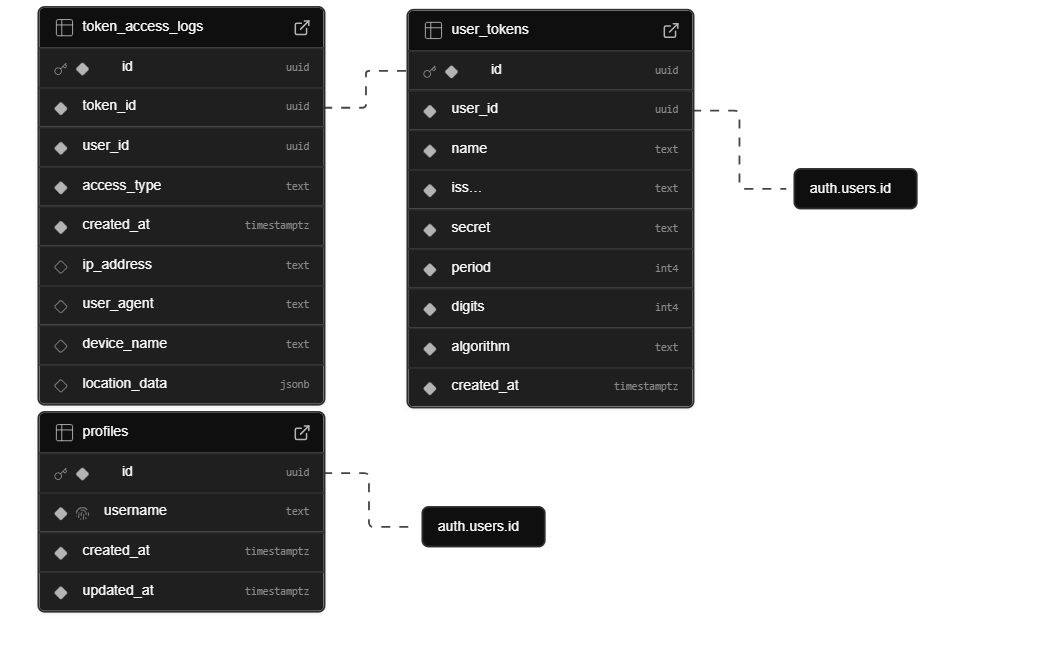 token_access_logs
id uuid
token_id uuid
user_id uuid
access_type text
created_at timestamptz
ip_address text
user_agent text
device_name text
location_data jsonb
user_tokens
id uuid
user_id uuid
name text
iss... text
secret text
period int4
digits int4
algorithm text
created_at timestamptz
auth.users.id
profiles
id uuid
username text
created_at timestamptz
updated_at timestamptz
auth.users.id